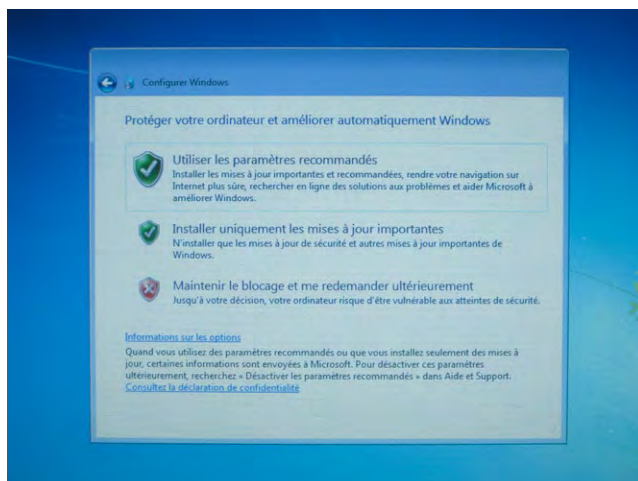 Configurer Windows
Protéger votre ordinateur et améliorer automatiquement Windows
Utiliser les paramètres recommandés
Installer les mises à jour importantes et recommandées, rendre votre navigation sur
Internet plus sûre, rechercher en ligne des solutions aux problèmes et aider Microsoft à
améliorer Windows.
Installer uniquement les mises à jour importantes
N'installer que les mises à jour de sécurité et autres mises à jour importantes de
Windows.
Maintenir le blocage et me redemander ultérieurement
Jusqu'à votre décision, votre ordinateur risque d'être vulnérable aux atteintes de sécurité.
Informations sur les options
Quand vous utilisez des paramètres recommandés ou que vous installez seulement des mises à
jour, certaines informations sont envoyées à Microsoft. Pour désactiver ces paramètres
ultérieurement, recherchez « Désactiver les paramètres recommandés » dans Aide et Support.
Consultez la déclaration de confidentialité